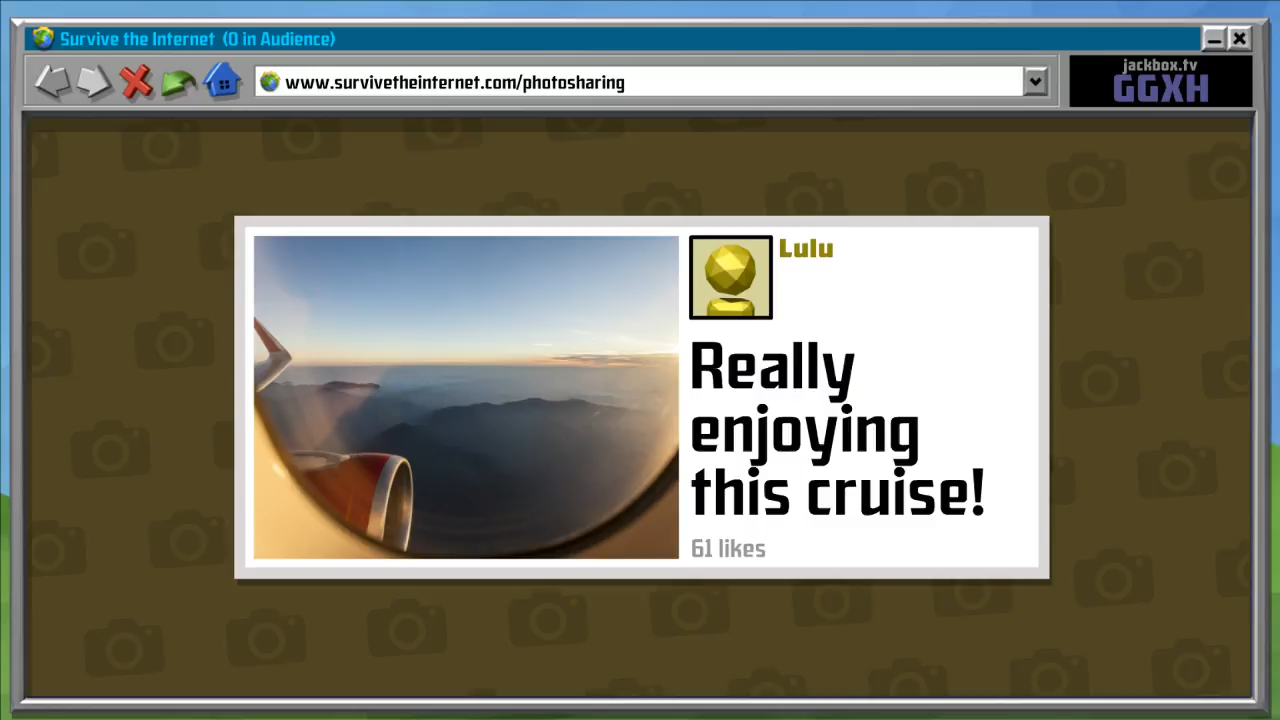 Survive the Internet (0 in Audience)
www.survivetheinternet.com/photosharing
jackbox.tv
GGXH
Lulu
Really
enjoying
this cruise!
61 likes